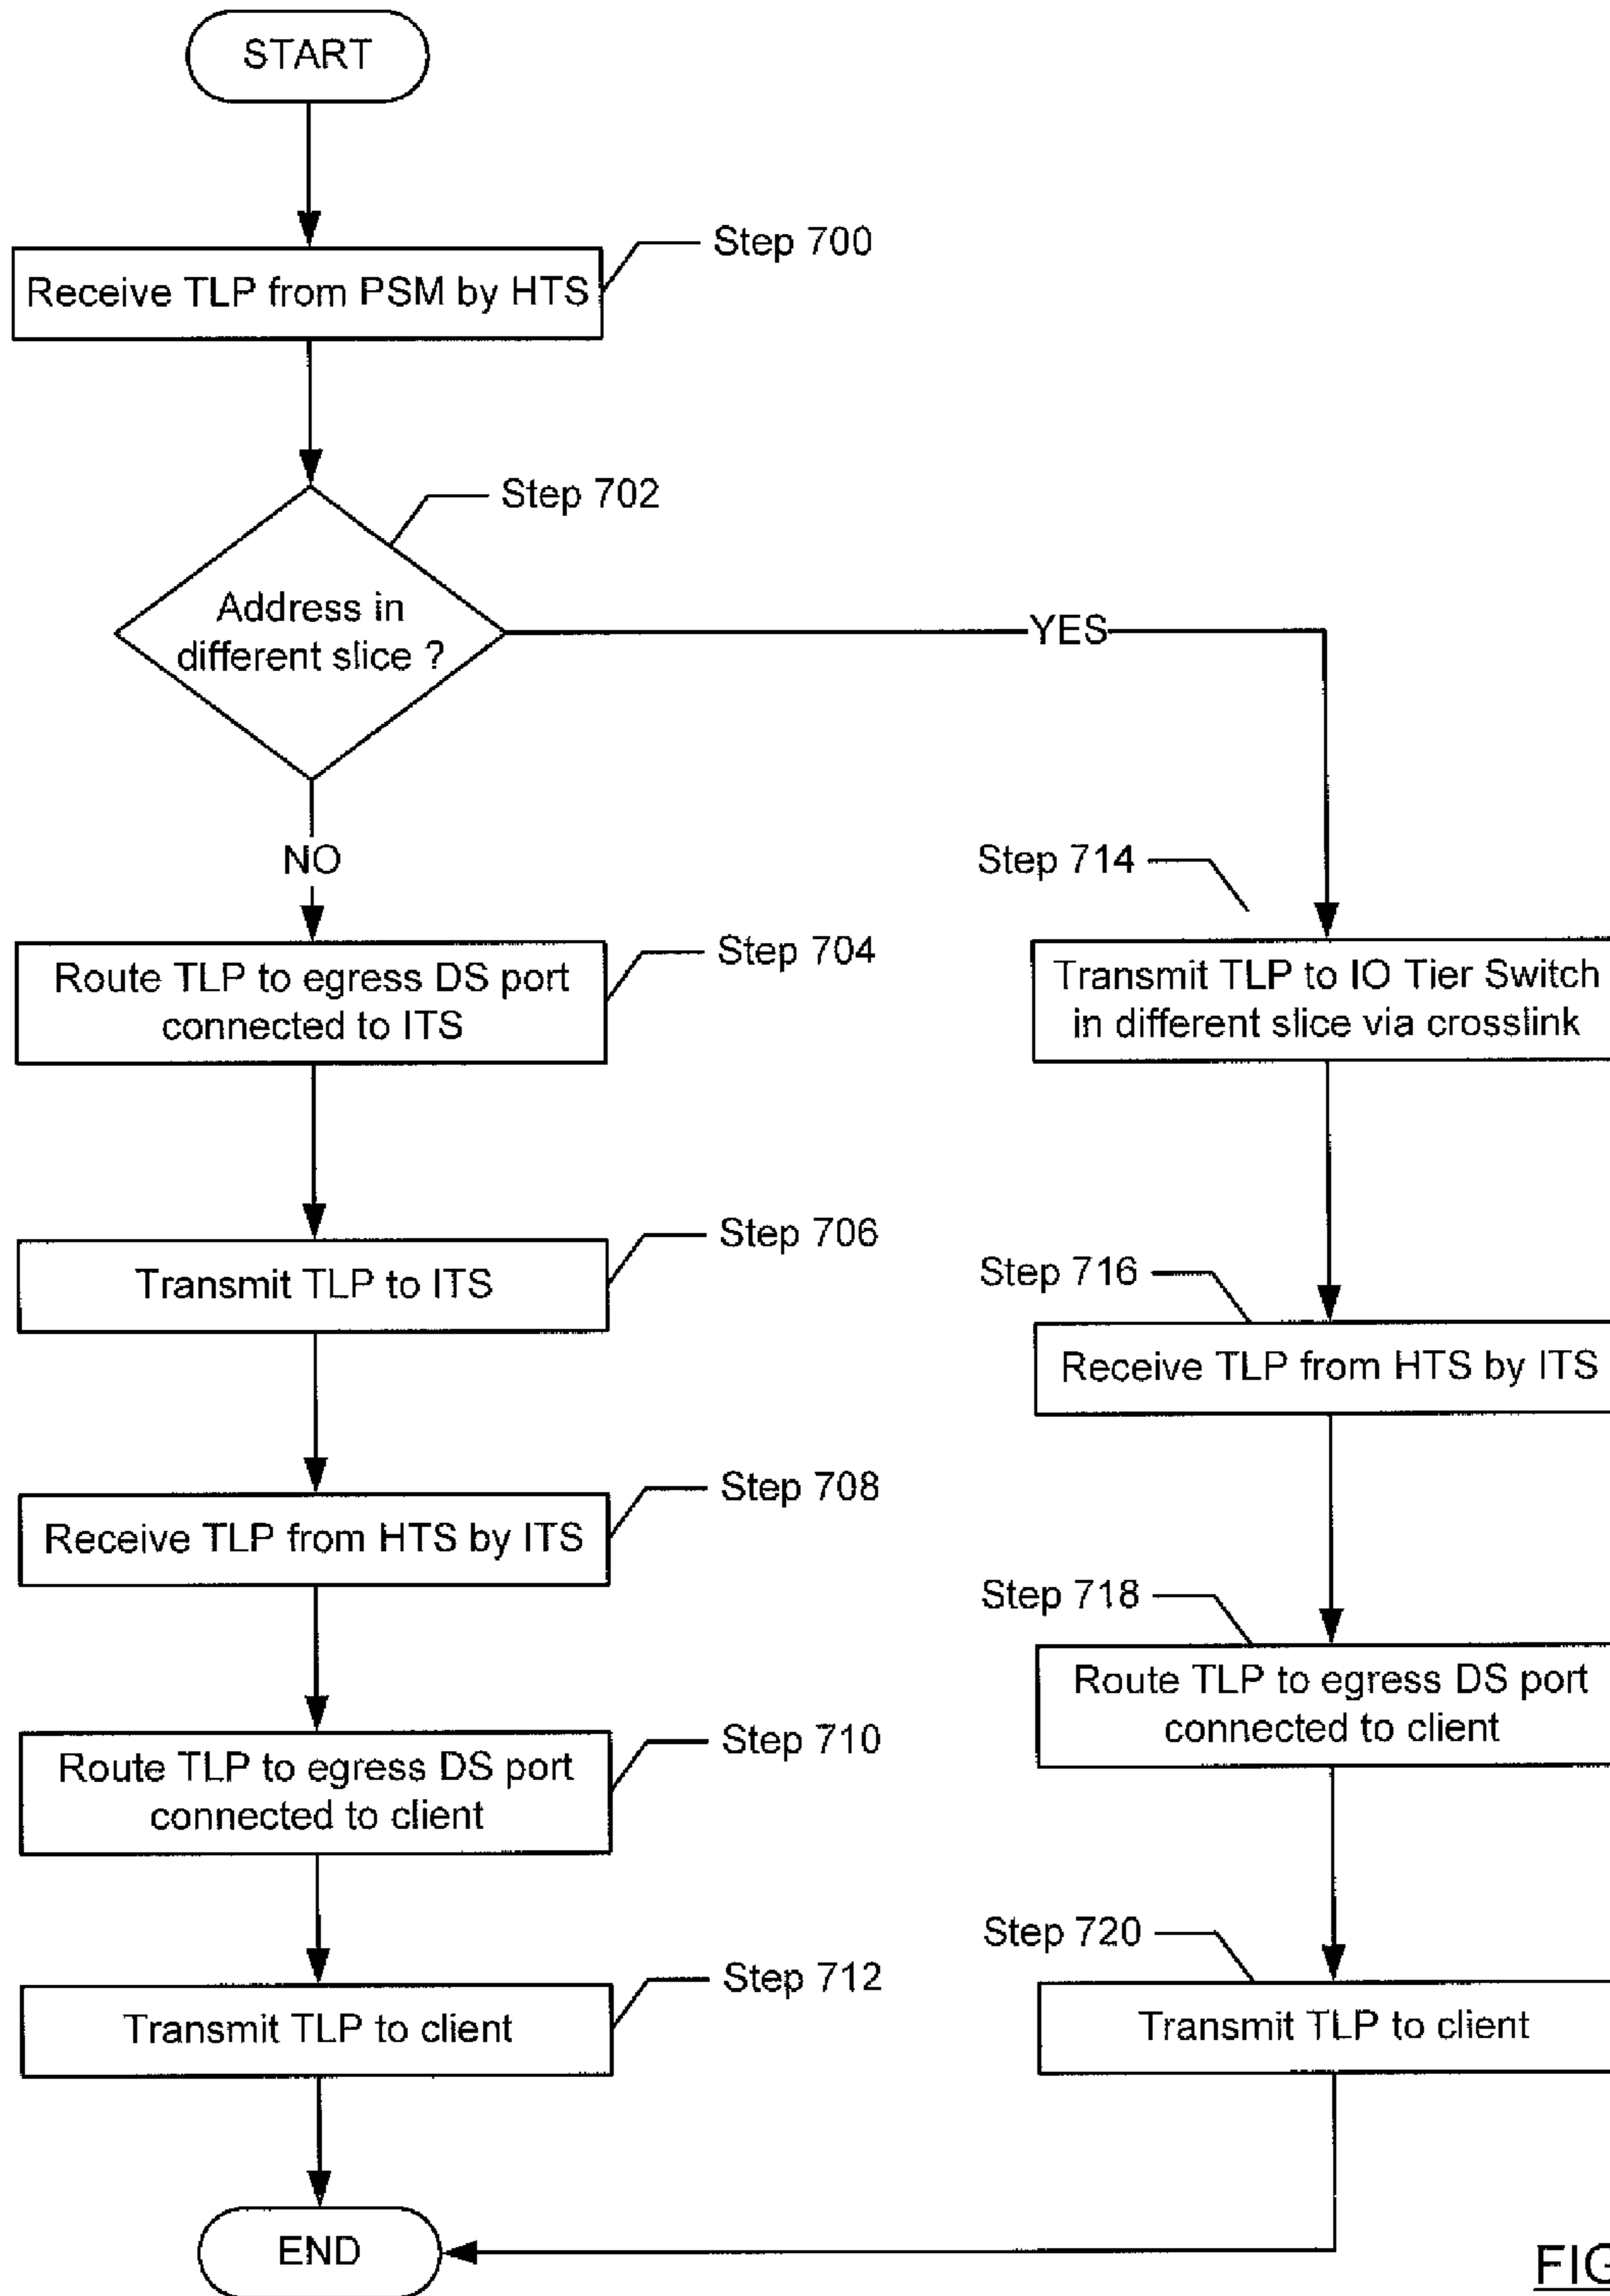 START
Step 700
Receive TLP from PSM by HTS
Step 702
Address in
different slice ?
YES
NO
Step 704
Route TLP to egress DS port
connected to ITS
Step 706
Transmit TLP to ITS
Step 708
Receive TLP from HTS by ITS
Step 710
Route TLP to egress DS port
connected to client
Step 712
Transmit TLP to client
Step 714
Transmit TLP to IO Tier Switch
in different slice via crosslink
Step 716
Receive TLP from HTS by ITS
Step 718
Route TLP to egress DS port
connected to client
Step 720
Transmit TLP to client
END